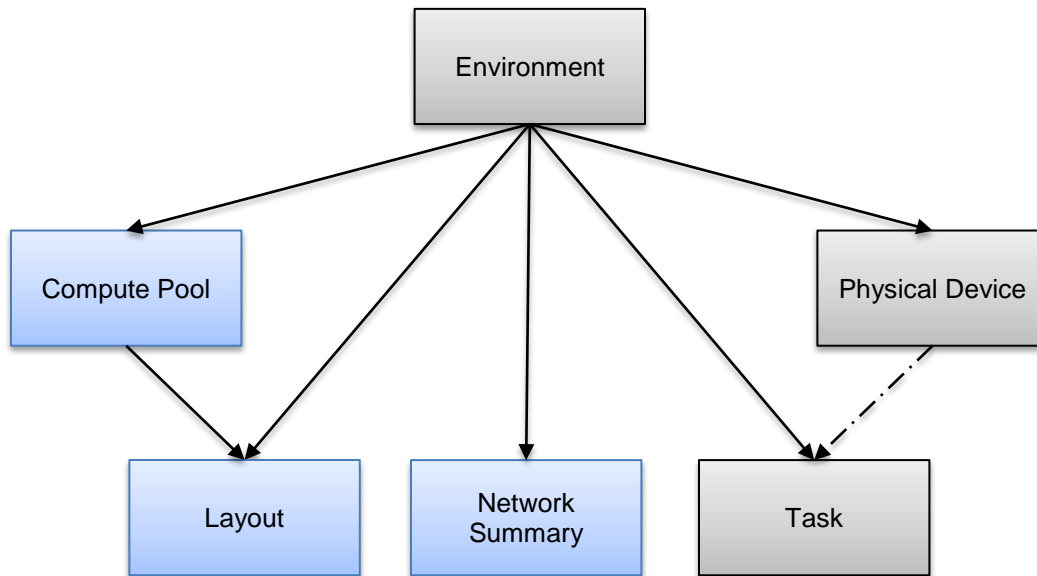 Environment
Compute Pool
Physical Device
Layout
Network
Summary
Task